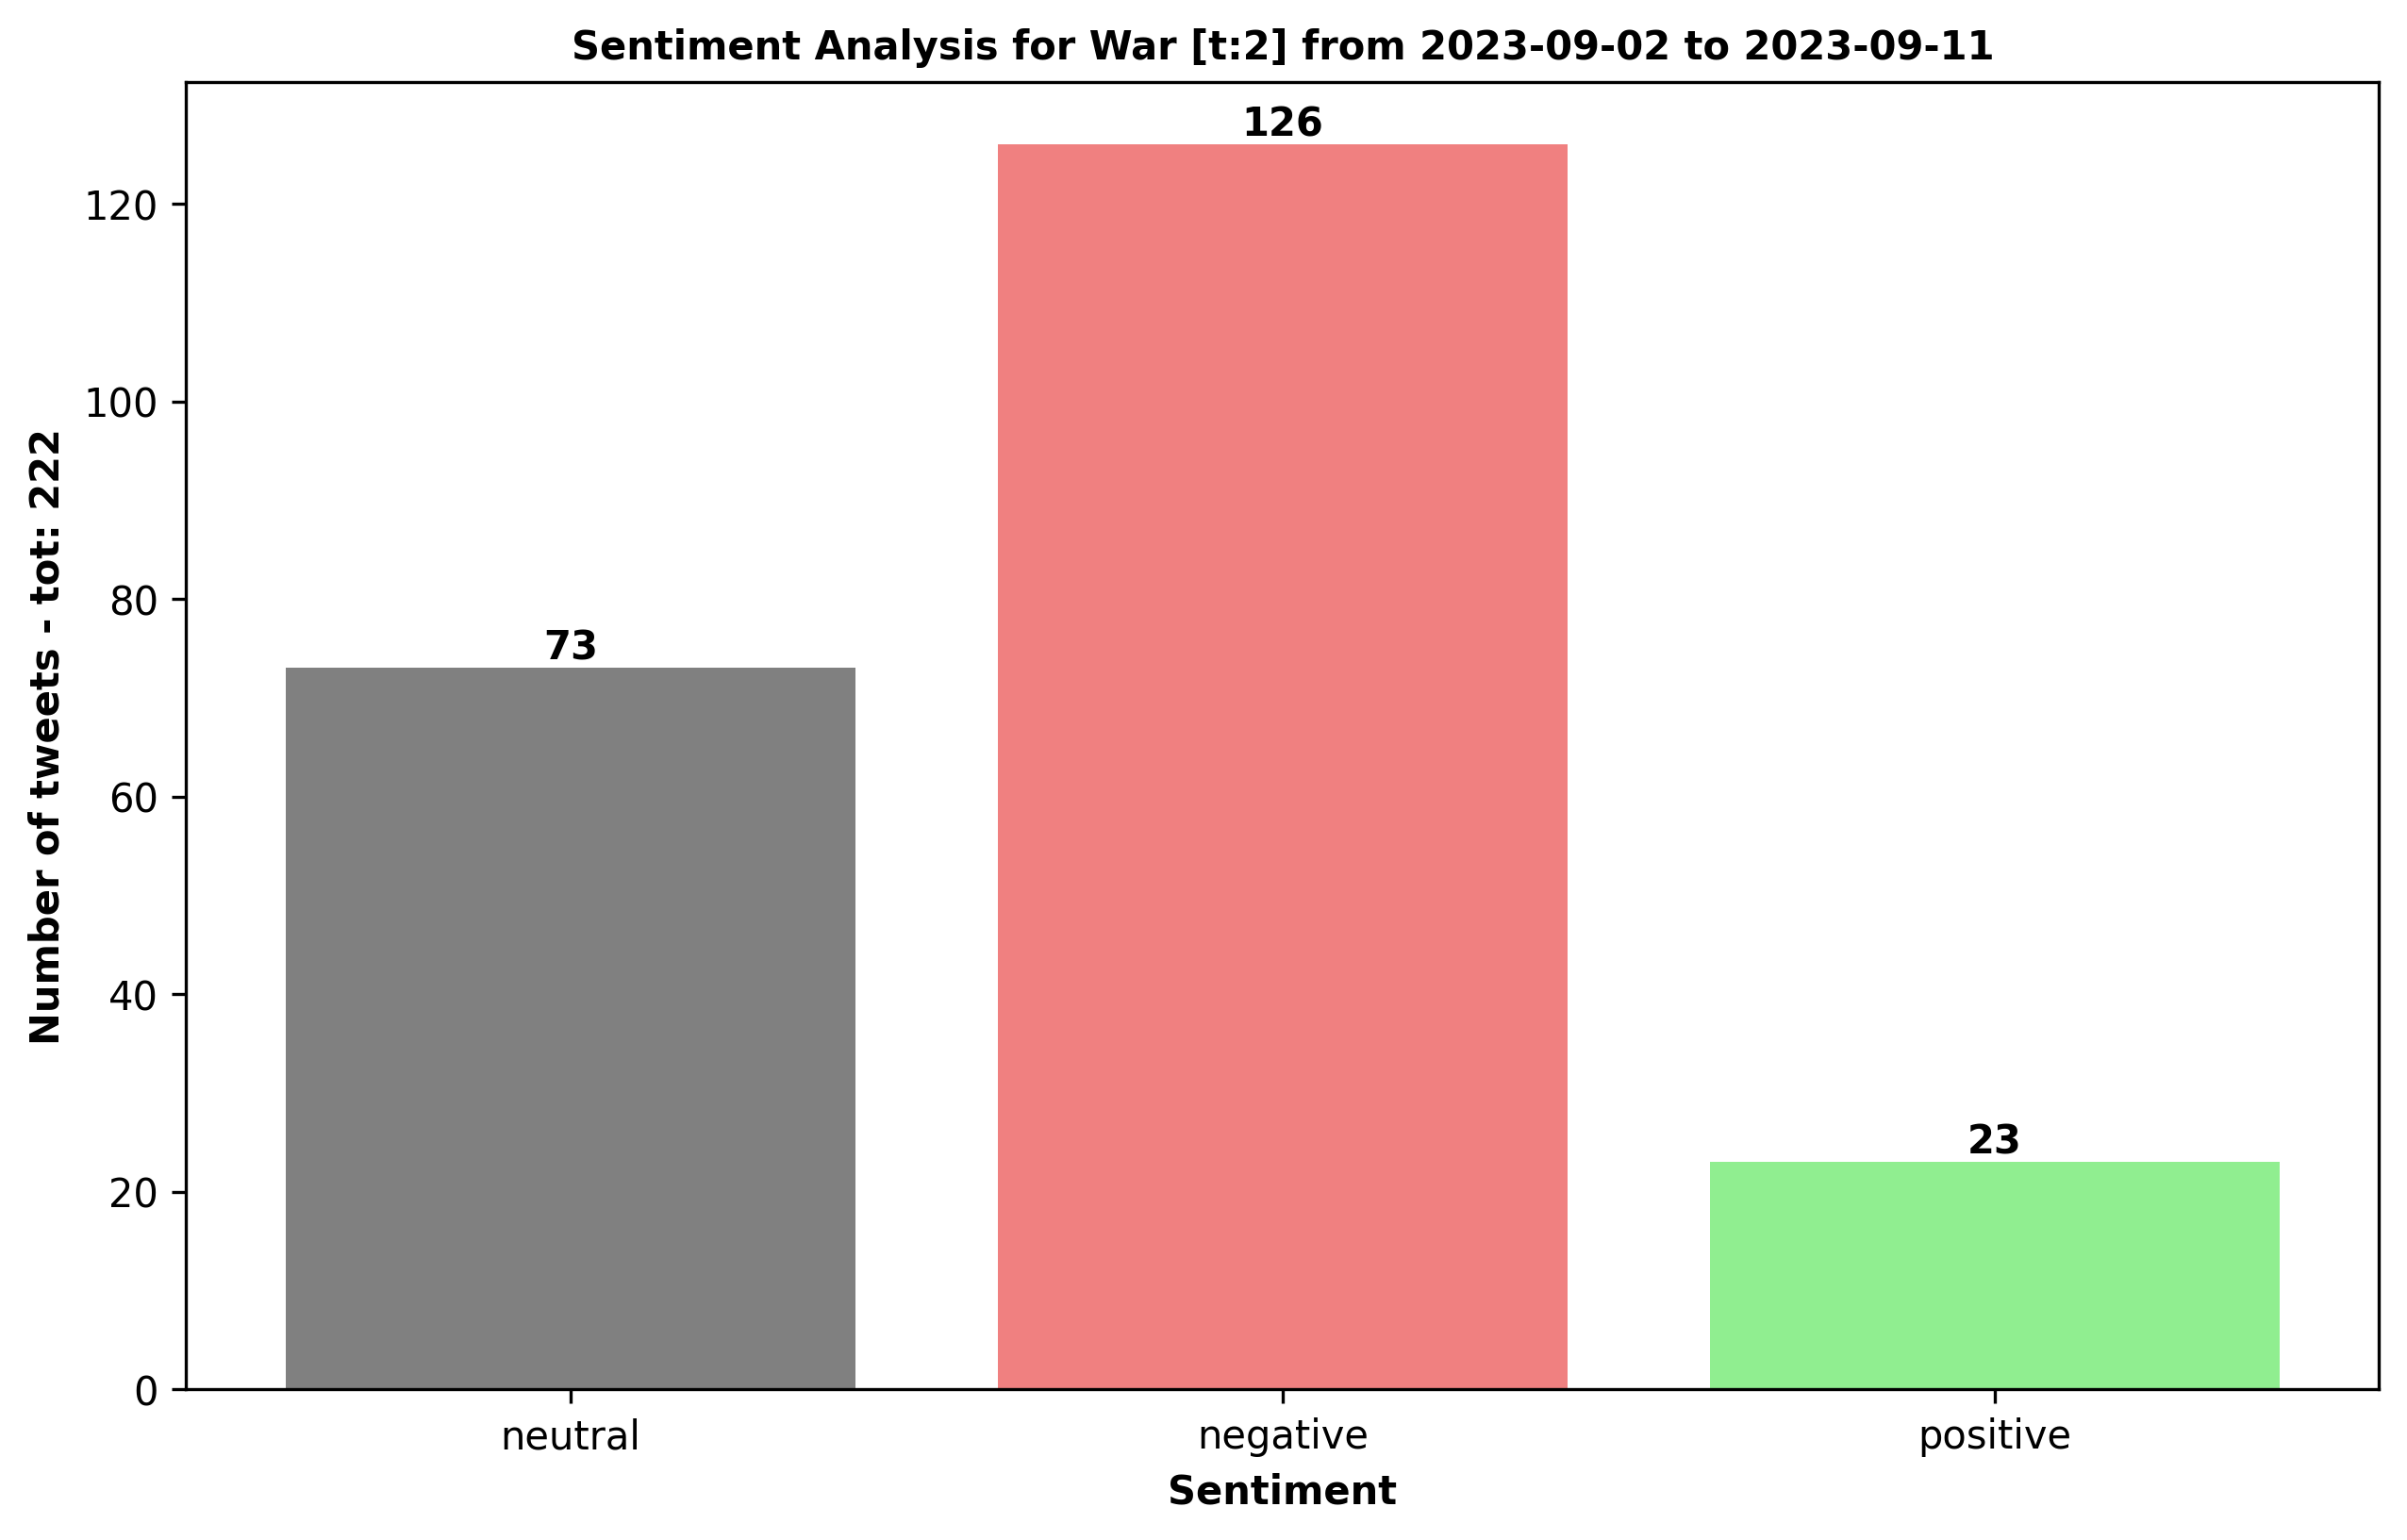 Sentiment Analysis for War [t:2] from 2023-09-02 to 2023-09-11
Number of tweets - tot: 222
120
100
80
60
40
20
0
73
126
23
neutral
negative
positive
Sentiment